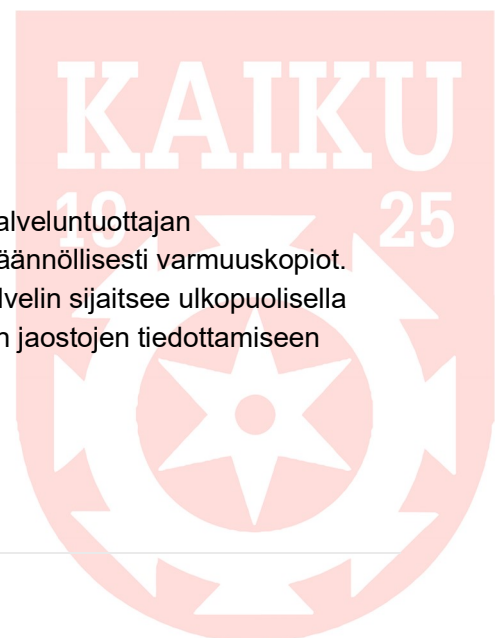 KAIKU
19 25
alveluntuottajan
äännöllisesti varmuuskopiot.
lvelin sijaitsee ulkopuolisella
n jaostojen tiedottamiseen